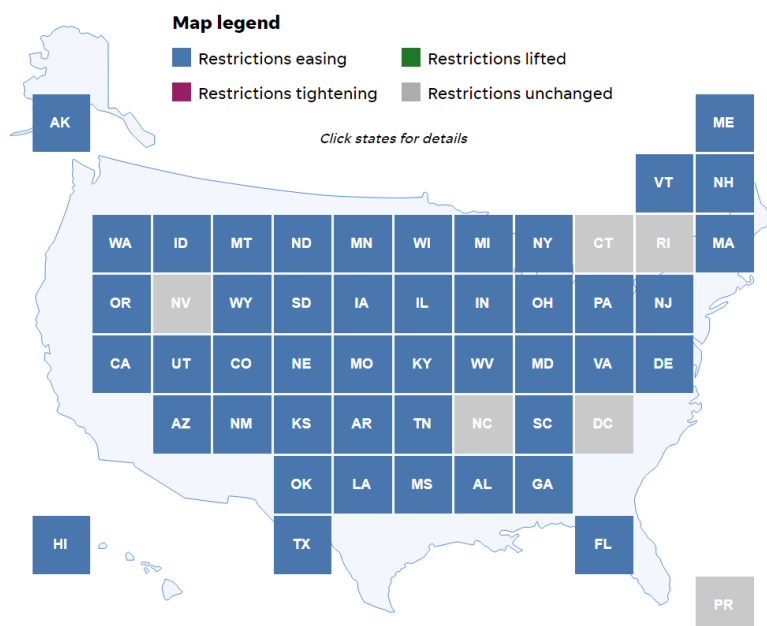 Map legend
Restrictions easing Restrictions lifted
Restrictions tightening Restrictions unchanged
Click states for details
AK ME
VT NH
WA ID MT ND MN WI MI NY CT RI MA
OR NV WY SD IA IL IN OH PA NJ
CA UT CO NE MO KY WV MD VA DE
AZ NM KS AR TN NC SC DC
OK LA MS AL GA
HI TX FL
PR